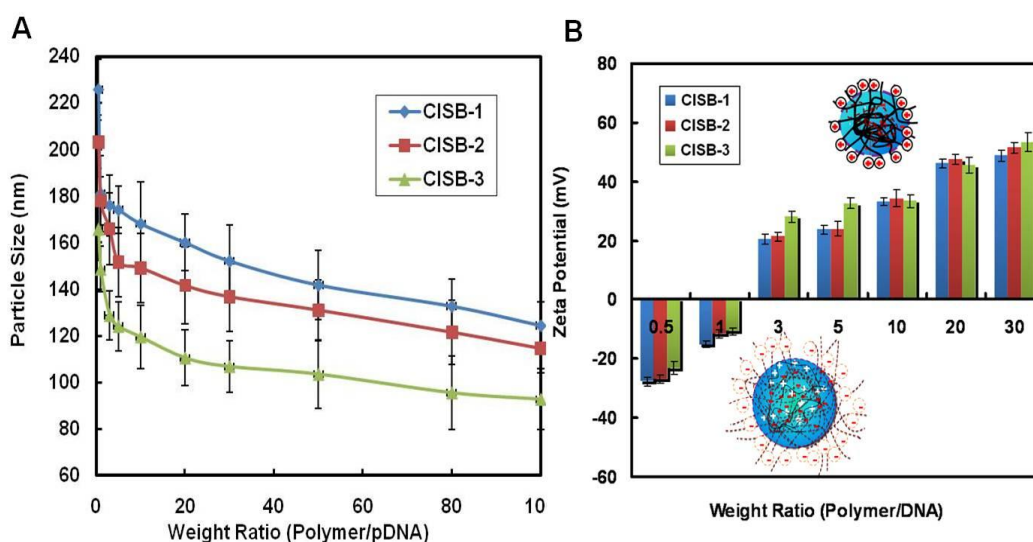 A
240
220
200
180
160
140
120
100
80
60
Particle Size (nm)
CISB-1
CISB-2
CISB-3
0 20 40 60 80 10
Weight Ratio (Polymer/pDNA)
B
80
60
40
20
0
-20
-40
-60
Zeta Potential (mV)
CISB-1
CISB-2
CISB-3
0.5 1 3 5 10 20 30
Weight Ratio (Polymer/DNA)